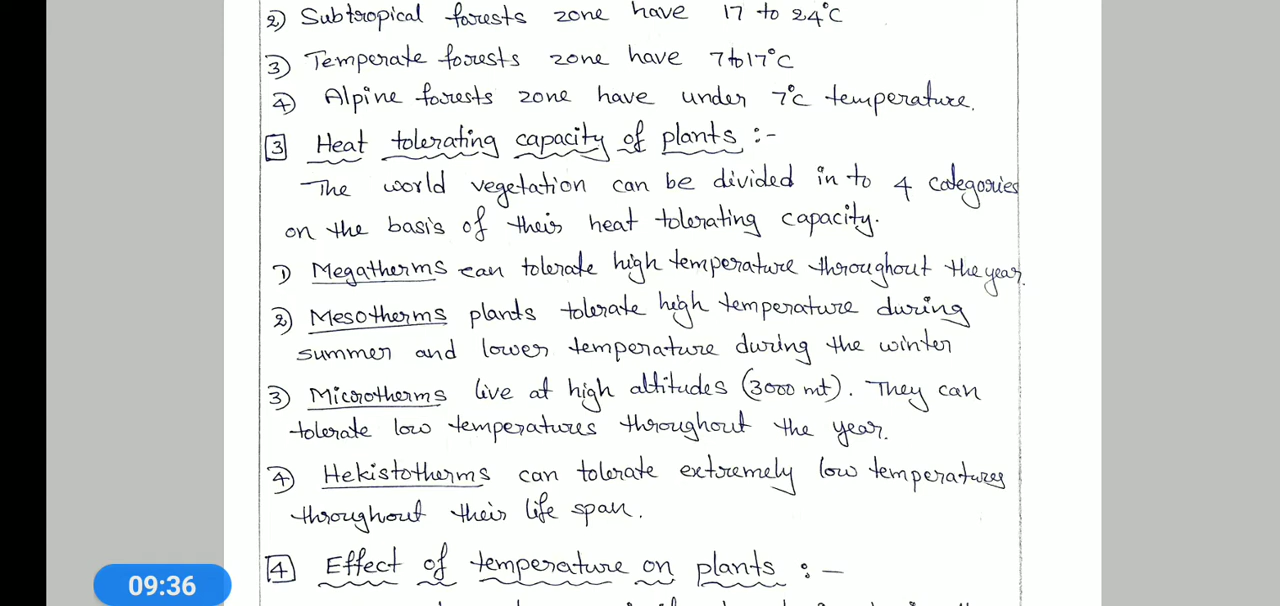 2) Subtropical forests zone have 17 to 24°C
3) Temperate forests zone have 7to17°C
4) Alpine forests zone have under 7°C temperature.
3 Heat tolerating capacity of plants :-
The world vegetation can be divided in to 4 categories
on the basis of their heat tolerating capacity.
1) Megatherms can tolerate high temperature throughout the year.
2) Mesotherms plants tolerate high temperature during
summer and lower temperature during the winter
3) Microtherms live at high altitudes (3000 mt). They can
tolerate low temperatures throughout the year.
4) Hekistotherms can tolerate extremely low temperatures
throughout their life span.
4 Effect of temperature on plants :-
09:36